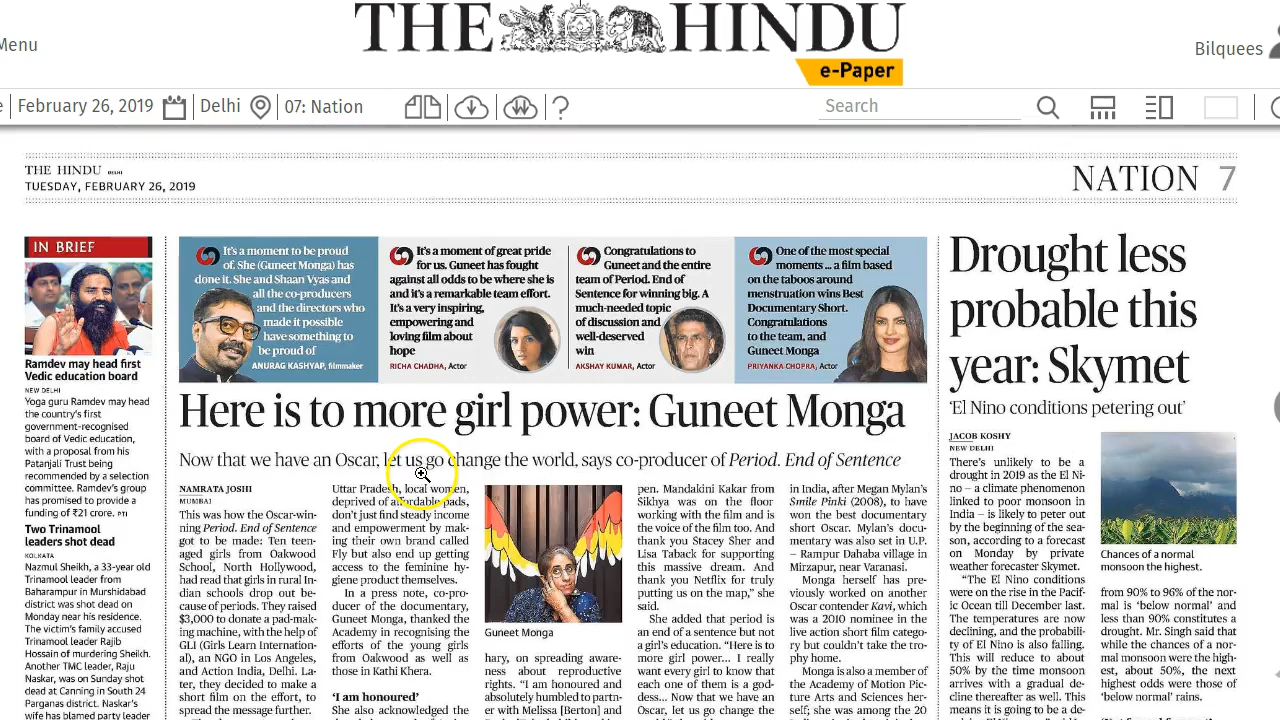 THE HINDU
e-Paper
Menu
Bilquees
February 26, 2019
Delhi
07: Nation
?
Search
THE HINDU DELHI
TUESDAY, FEBRUARY 26, 2019
NATION 7
IN BRIEF
Ramdev may head first
Vedic education board
NEW DELHI
Yoga guru Ramdev may head
the country's first
government-recognised
board of Vedic education,
with a proposal from his
Patanjali Trust being
recommended by a selection
committee. Ramdev's group
has promised to provide a
funding of ₹21 crore. PTI
Two Trinamool
leaders shot dead
KOLKATA
Nazmul Sheikh, a 33-year old
Trinamool leader from
Baharampur in Murshidabad
district was shot dead on
Monday near his residence.
The victim's family accused
Trinamool leader Rajib
Hossain of murdering Sheikh.
Another TMC leader, Raju
Naskar, was on Sunday shot
dead at Canning in South 24
Parganas district. Naskar's
wife has blamed party leader
It's a moment to be proud
of. She (Guneet Monga) has
done it. She and Shaan Vyas and
all the co-producers
and the directors who
made it possible
have something to
be proud of
ANURAG KASHYAP, filmmaker
It's a moment of great pride
for us. Guneet has fought
against all odds to be where she is
and it's a remarkable team effort.
It's a very inspiring,
empowering and
loving film about
hope
RICHA CHADHA, Actor
Congratulations to
Guneet and the entire
team of Period. End of
Sentence for winning big. A
much-needed topic
of discussion and
well-deserved
win
AKSHAY KUMAR, Actor
One of the most special
moments ... a film based
on the taboos around
menstruation wins Best
Documentary Short.
Congratulations
to the team, and
Guneet Monga
PRIYANKA CHOPRA, Actor
Here is to more girl power: Guneet Monga
Now that we have an Oscar, let us go change the world, says co-producer of Period. End of Sentence
NAMRATA JOSHI
MUMBAI
This was how the Oscar-win-
ning Period. End of Sentence
got to be made: Ten teen-
aged girls from Oakwood
School, North Hollywood,
had read that girls in rural In-
dian schools drop out be-
cause of periods. They raised
$3,000 to donate a pad-mak-
ing machine, with the help of
GLI (Girls Learn Internation-
al), an NGO in Los Angeles,
and Action India, Delhi. La-
ter, they decided to make a
short film on the effort, to
spread the message further.
Uttar Pradesh, local women,
deprived of affordable pads,
don't just find steady income
and empowerment by mak-
ing their own brand called
Fly but also end up getting
access to the feminine hy-
giene product themselves.
In a press note, co-pro-
ducer of the documentary,
Guneet Monga, thanked the
Academy in recognising the
efforts of the young girls
from Oakwood as well as
those in Kathi Khera.
'I am honoured'
She also acknowledged the
Guneet Monga
hary, on spreading aware-
ness about reproductive
rights. "I am honoured and
absolutely humbled to partn-
er with Melissa [Berton] and
pen. Mandakini Kakar from
Sikhya was on the floor
working with the film and is
the voice of the film too. And
thank you Stacey Sher and
Lisa Taback for supporting
this massive dream. And
thank you Netflix for truly
putting us on the map," she
said.
She added that period is
an end of a sentence but not
a girl's education. "Here is to
more girl power... I really
want every girl to know that
each one of them is a god-
dess... Now that we have an
Oscar, let us go change the
in India, after Megan Mylan's
Smile Pinki (2008), to have
won the best documentary
short Oscar. Mylan's docu-
mentary was also set in U.P.
– Rampur Dahaba village in
Mirzapur, near Varanasi.
Monga herself has pre-
viously worked on another
Oscar contender Kavi, which
was a 2010 nominee in the
live action short film catego-
ry but couldn't take the tro-
phy home.
Monga is also a member of
the Academy of Motion Pic-
ture Arts and Sciences her-
self; she was among the 20
Drought less
probable this
year: Skymet
'El Nino conditions petering out'
JACOB KOSHY
NEW DELHI
There's unlikely to be a
drought in 2019 as the El Ni-
no – a climate phenomenon
linked to poor monsoon in
India – is likely to peter out
by the beginning of the sea-
son, according to a forecast
on Monday by private
weather forecaster Skymet.
"The El Nino conditions
were on the rise in the Pacif-
ic Ocean till December last.
The temperatures are now
declining, and the probabili-
ty of El Nino is also falling.
This will reduce to about
50% by the time monsoon
arrives with a gradual de-
cline thereafter as well. This
means it is going to be a de-
Chances of a normal
monsoon the highest.
from 90% to 96% of the nor-
mal is 'below normal' and
less than 90% constitutes a
drought. Mr. Singh said that
while the chances of a nor-
mal monsoon were the high-
est, about 50%, the next
highest odds were those of
'below normal' rains.